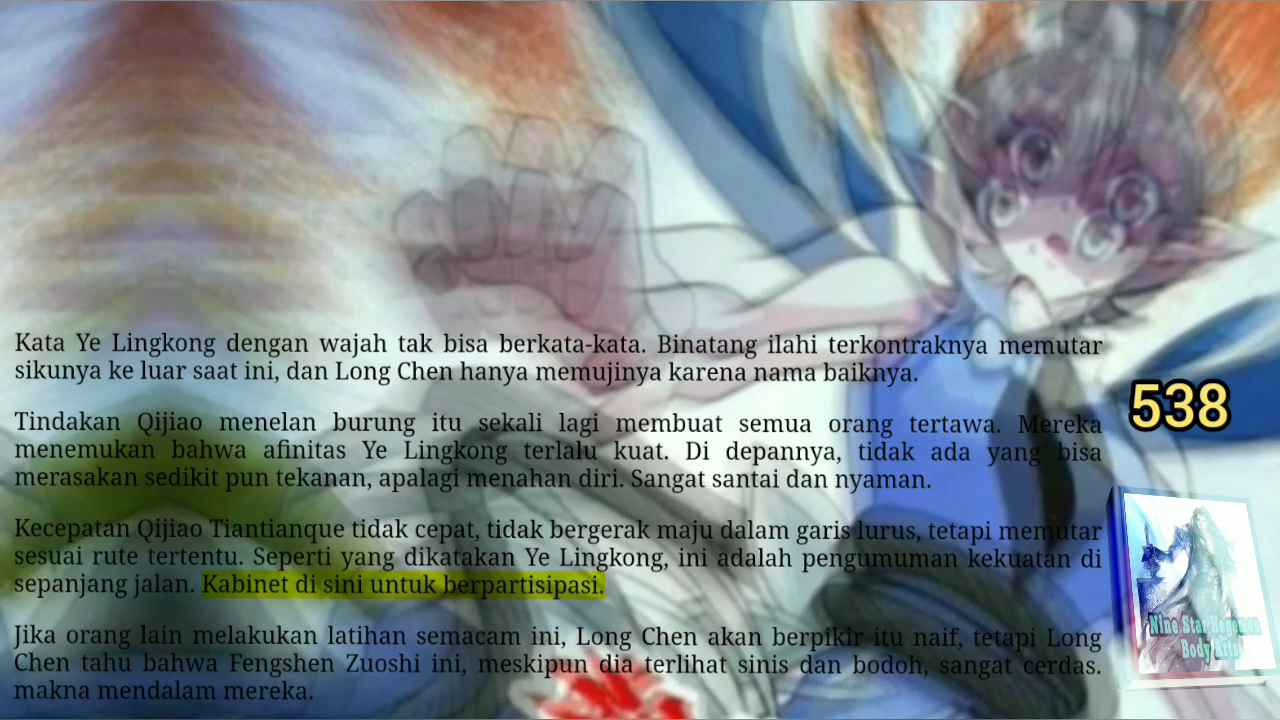 Kata Ye Lingkong dengan wajah tak bisa berkata-kata. Binatang ilahi terkontraknya memutar
sikunya ke luar saat ini, dan Long Chen hanya memujinya karena nama baiknya.
Tindakan Qijiao menelan burung itu sekali lagi membuat semua orang tertawa. Mereka
menemukan bahwa afinitas Ye Lingkong terlalu kuat. Di depannya, tidak ada yang bisa
merasakan sedikit pun tekanan, apalagi menahan diri. Sangat santai dan nyaman.
538
Kecepatan Qijiao Tiantianque tidak cepat, tidak bergerak maju dalam garis lurus, tetapi memutar
sesuai rute tertentu. Seperti yang dikatakan Ye Lingkong, ini adalah pengumuman kekuatan di
sepanjang jalan. Kabinet di sini untuk berpartisipasi.
Jika orang lain melakukan latihan semacam ini, Long Chen akan berpikir itu naif, tetapi Long
Chen tahu bahwa Fengshen Zuoshi ini, meskipun dia terlihat sinis dan bodoh, sangat cerdas.
makna mendalam mereka.
Nine Star Hegemon
Body Arts